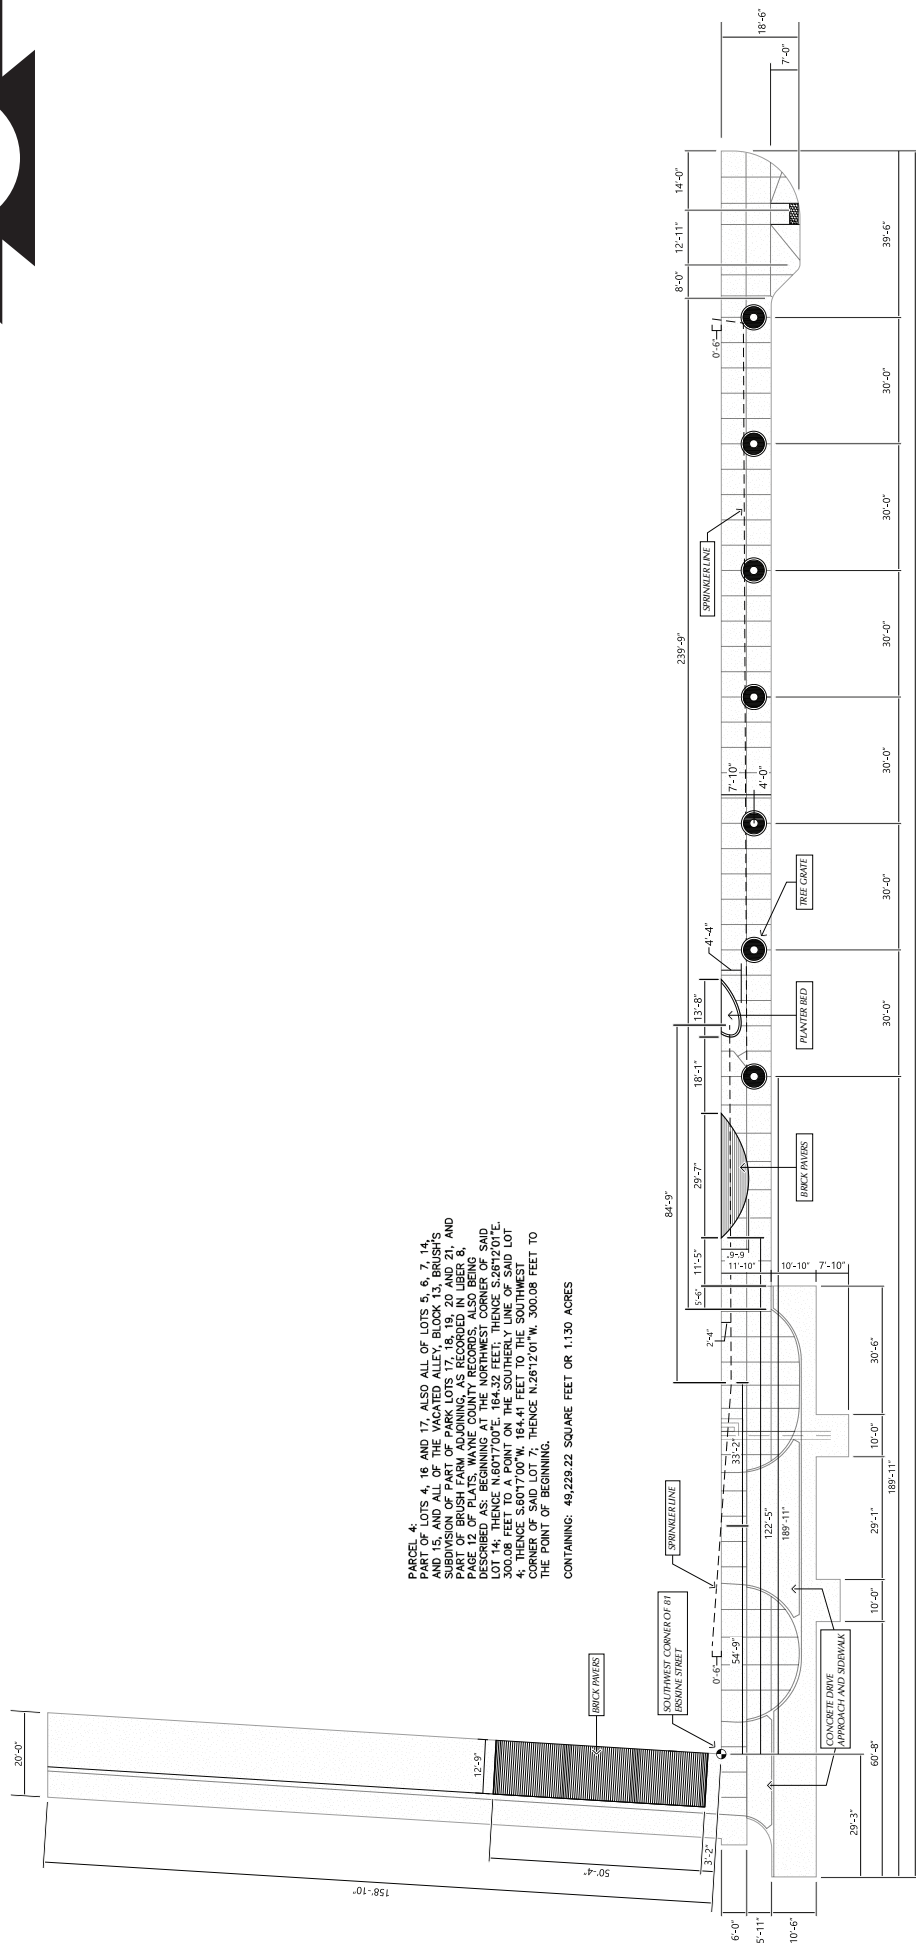 PARCEL 4:
PART OF LOTS 4, 16 AND 17, ALSO ALL OF LOTS 5, 6, 7, 14,
AND 15, AND ALL OF THE VACATED ALLEY, BLOCK 13, BRUSH'S
SUBDIVISION OF PART OF PARK LOTS 17, 18, 19, 20 AND 21, AND
PART OF BRUSH FARM ADJOINING, AS RECORDED IN LIBER 8,
PAGE 12 OF PLATS, WAYNE COUNTY RECORDS, ALSO BEING
DESCRIBED AS: BEGINNING AT THE NORTHWEST CORNER OF SAID
LOT 14; THENCE N.60°17'00"E. 164.32 FEET; THENCE S.26°12'01"E.
300.08 FEET TO A POINT ON THE SOUTHERLY LINE OF SAID LOT
4; THENCE S.60°17'00"W. 164.41 FEET TO THE SOUTHWEST
CORNER OF SAID LOT 7; THENCE N.26°12'01"W. 300.08 FEET TO
THE POINT OF BEGINNING.
CONTAINING: 49,229.22 SQUARE FEET OR 1.130 ACRES
20'-0"
158'-10"
50'-4"
12'-9"
3'-2"
BRICK PAVERS
SOUTHWEST CORNER OF 81
ERSKINE STREET
SPRINKLER LINE
0'-6"
54'-9"
33'-2"
2'-4"
84'-9"
5'-6"
11'-5"
29'-7"
18'-1"
13'-8"
4'-4"
239'-9"
SPRINKLER LINE
7'-10"
4'-0"
0'-6"
8'-0"
12'-11"
14'-0"
18'-6"
7'-0"
6'-0"
5'-11"
10'-6"
122'-5"
189'-11"
6'-6"
11'-10"
10'-10"
7'-10"
CONCRETE DRIVE
APPROACH AND SIDEWALK
BRICK PAVERS
PLANTER BED
TREE GRATE
29'-3"
60'-8"
10'-0"
29'-1"
10'-0"
30'-6"
189'-11"
30'-0"
30'-0"
30'-0"
30'-0"
30'-0"
30'-0"
39'-6"